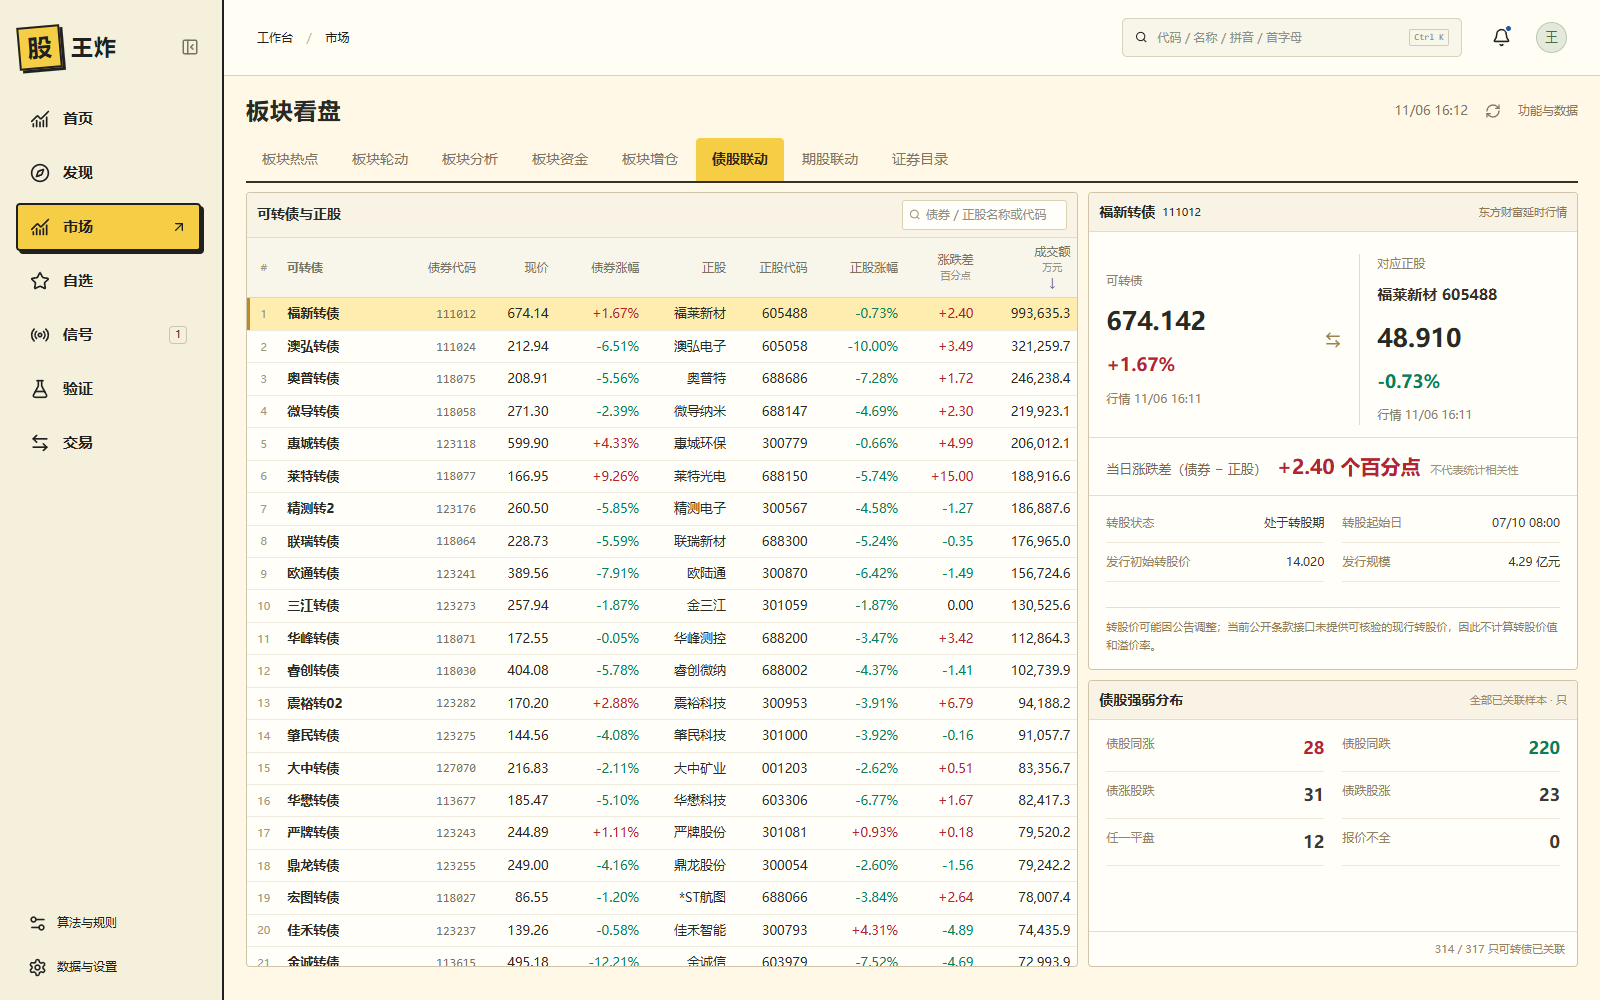 股 王炸
首页
发现
市场
自选
信号 1
验证
交易
算法与规则
数据与设置
工作台 / 市场
代码 / 名称 / 拼音 / 首字母 Ctrl K
王
板块看盘
11/06 16:12 功能与数据
板块热点 板块轮动 板块分析 板块资金 板块增仓 债股联动 期股联动 证券目录
可转债与正股
债券 / 正股名称或代码
# 可转债 债券代码 现价 债券涨幅 正股 正股代码 正股涨幅 涨跌差 百分点 成交额 万元 ↓
1 福新转债 111012 674.14 +1.67% 福莱新材 605488 -0.73% +2.40 993,635.3
2 澳弘转债 111024 212.94 -6.51% 澳弘电子 605058 -10.00% +3.49 321,259.7
3 奥普转债 118075 208.91 -5.56% 奥普特 688686 -7.28% +1.72 246,238.4
4 微导转债 118058 271.30 -2.39% 微导纳米 688147 -4.69% +2.30 219,923.1
5 惠城转债 123118 599.90 +4.33% 惠城环保 300779 -0.66% +4.99 206,012.1
6 莱特转债 118077 166.95 +9.26% 莱特光电 688150 -5.74% +15.00 188,916.6
7 精测转2 123176 260.50 -5.85% 精测电子 300567 -4.58% -1.27 186,887.6
8 联瑞转债 118064 228.73 -5.59% 联瑞新材 688300 -5.24% -0.35 176,965.0
9 欧通转债 123241 389.56 -7.91% 欧陆通 300870 -6.42% -1.49 156,724.6
10 三江转债 123273 257.94 -1.87% 金三江 301059 -1.87% 0.00 130,525.6
11 华峰转债 118071 172.55 -0.05% 华峰测控 688200 -3.47% +3.42 112,864.3
12 睿创转债 118030 404.08 -5.78% 睿创微纳 688002 -4.37% -1.41 102,739.9
13 震裕转02 123282 170.20 +2.88% 震裕科技 300953 -3.91% +6.79 94,188.2
14 肇民转债 123275 144.56 -4.08% 肇民科技 301000 -3.92% -0.16 91,057.7
15 大中转债 127070 216.83 -2.11% 大中矿业 001203 -2.62% +0.51 83,356.7
16 华懋转债 113677 185.47 -5.10% 华懋科技 603306 -6.77% +1.67 82,417.3
17 严牌转债 123243 244.89 +1.11% 严牌股份 301081 +0.93% +0.18 79,520.2
18 鼎龙转债 123255 249.00 -4.16% 鼎龙股份 300054 -2.60% -1.56 79,242.2
19 宏图转债 118027 86.55 -1.20% *ST航图 688066 -3.84% +2.64 78,007.4
20 佳禾转债 123237 139.26 -0.58% 佳禾智能 300793 +4.31% -4.89 74,435.9
21 金诚转债 113615 495.18 -12.21% 金诚信 603979 -7.52% -4.69 72,993.9
福新转债 111012 东方财富延时行情
可转债
674.142
+1.67%
行情 11/06 16:11
对应正股
福莱新材 605488
48.910
-0.73%
行情 11/06 16:11
当日涨跌差（债券 − 正股） +2.40 个百分点 不代表统计相关性
转股状态 处于转股期 转股起始日 07/10 08:00
发行初始转股价 14.020 发行规模 4.29 亿元
转股价可能因公告调整；当前公开条款接口未提供可核验的现行转股价，因此不计算转股价值
和溢价率。
债股强弱分布 全部已关联样本 · 只
债股同涨 28 债股同跌 220
债涨股跌 31 债跌股涨 23
任一平盘 12 报价不全 0
314 / 317 只可转债已关联